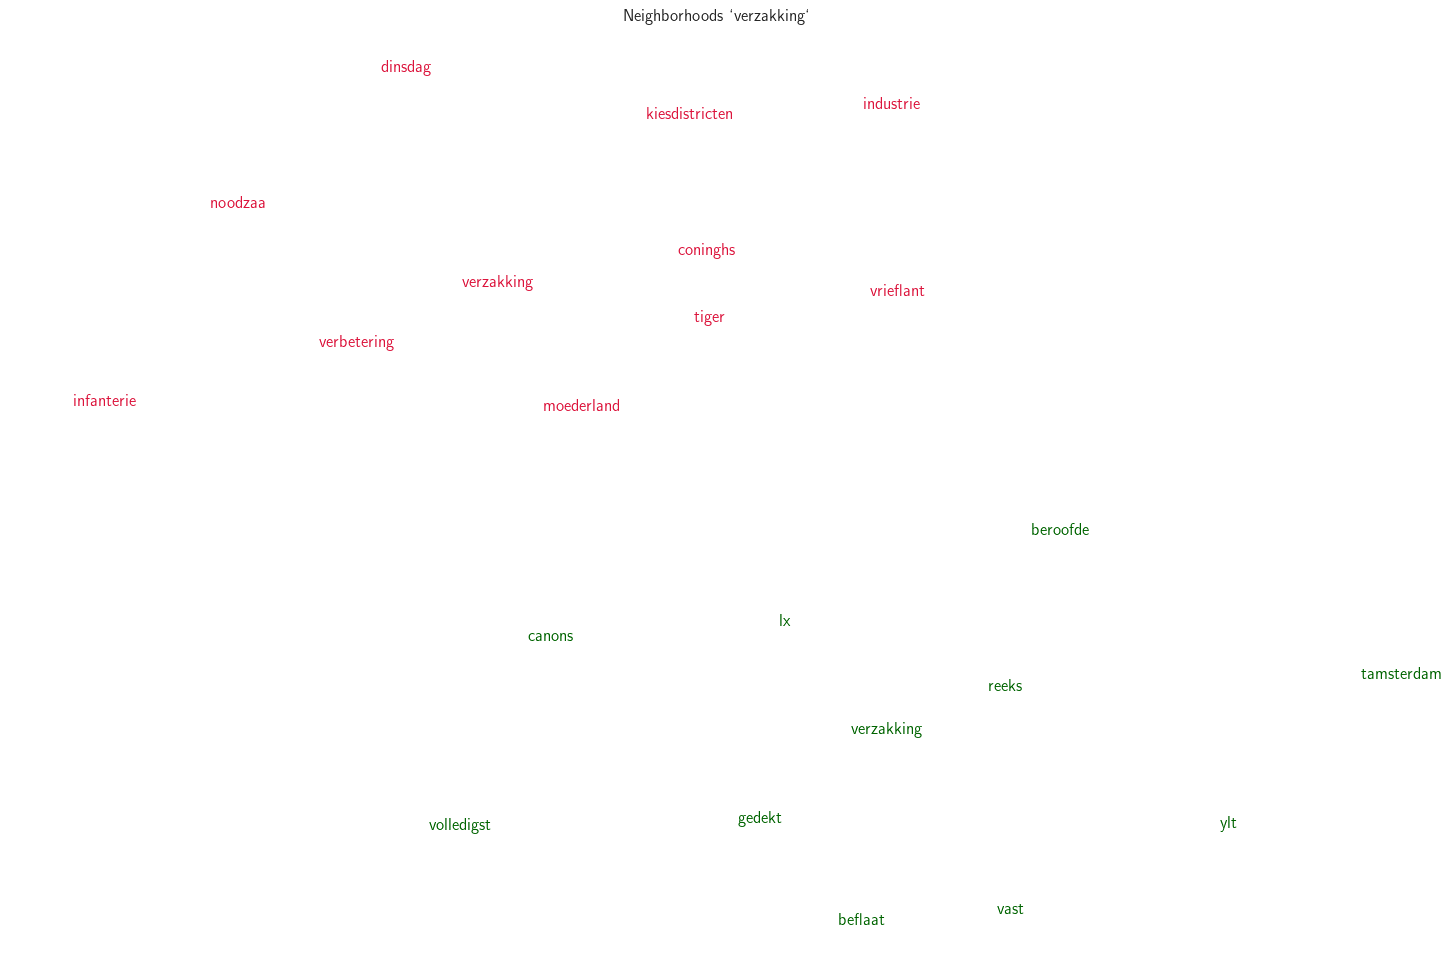 Neighborhoods ‘verzakking‘
dinsdag
industrie
kiesdistricten
noodzaa
coninghs
verzakking
vrieflant
tiger
verbetering
infanterie
moederland
beroofde
lx
canons
tamsterdam
reeks
verzakking
gedekt
ylt
volledigst
vast
beflaat